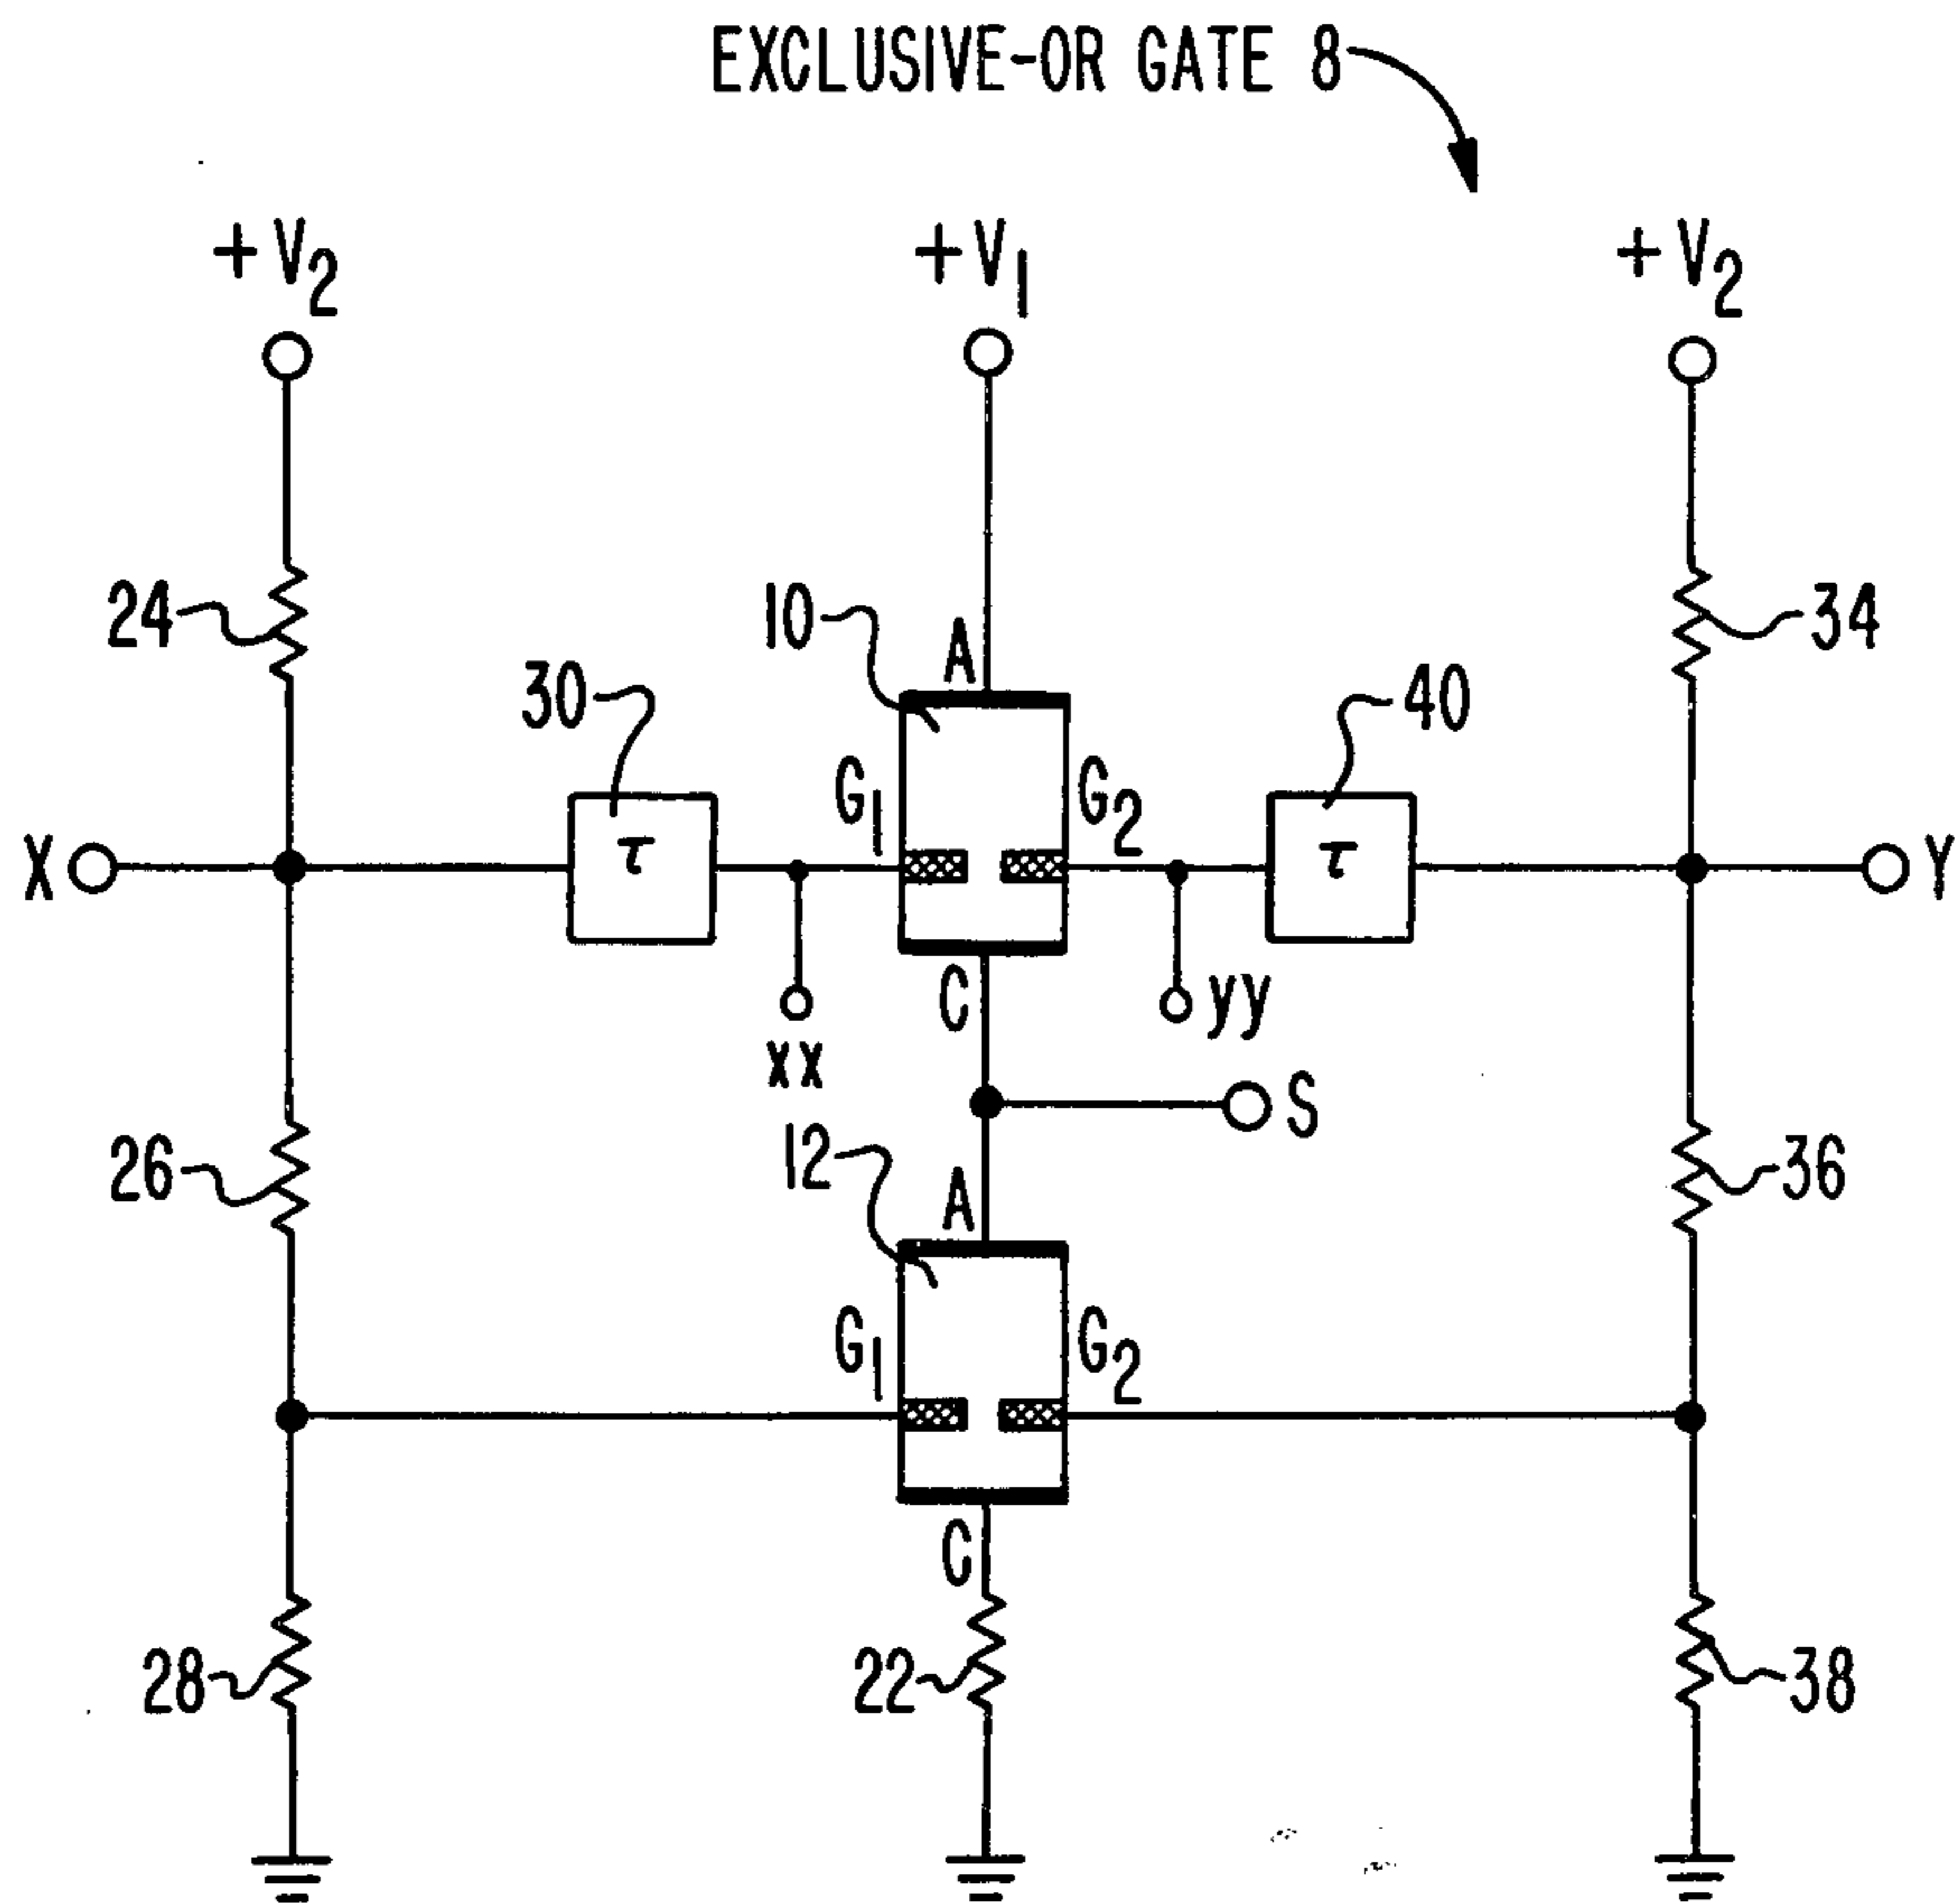 EXCLUSIVE-OR GATE 8
+V2
+V1
+V2
24
10
A
34
30
40
G1
G2
X
τ
τ
Y
C
xx
yy
S
26
12
A
36
G1
G2
C
28
22
38